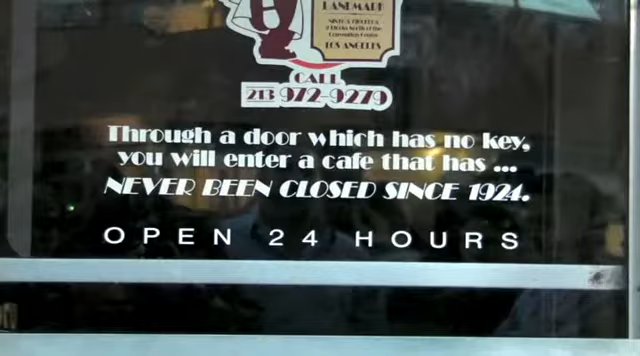 LANDMARK
LOS ANGELES
CALL
213 972-9279
Through a door which has no key,
you will enter a cafe that has ...
NEVER BEEN CLOSED SINCE 1924.
OPEN 24 HOURS